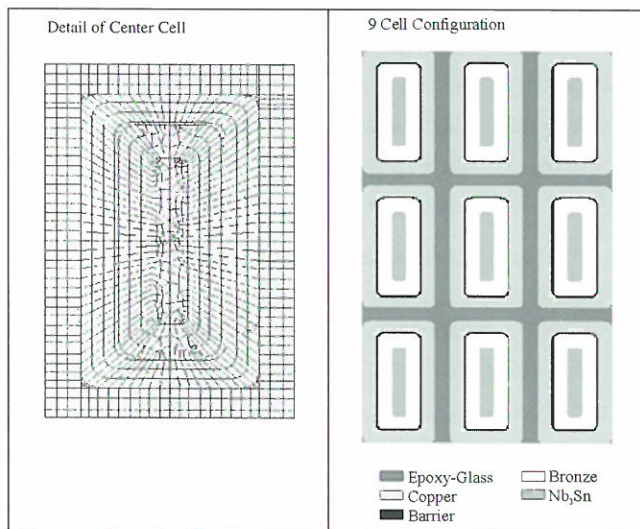 Detail of Center Cell
9 Cell Configuration
Epoxy-Glass
Bronze
Copper
Nb₃Sn
Barrier